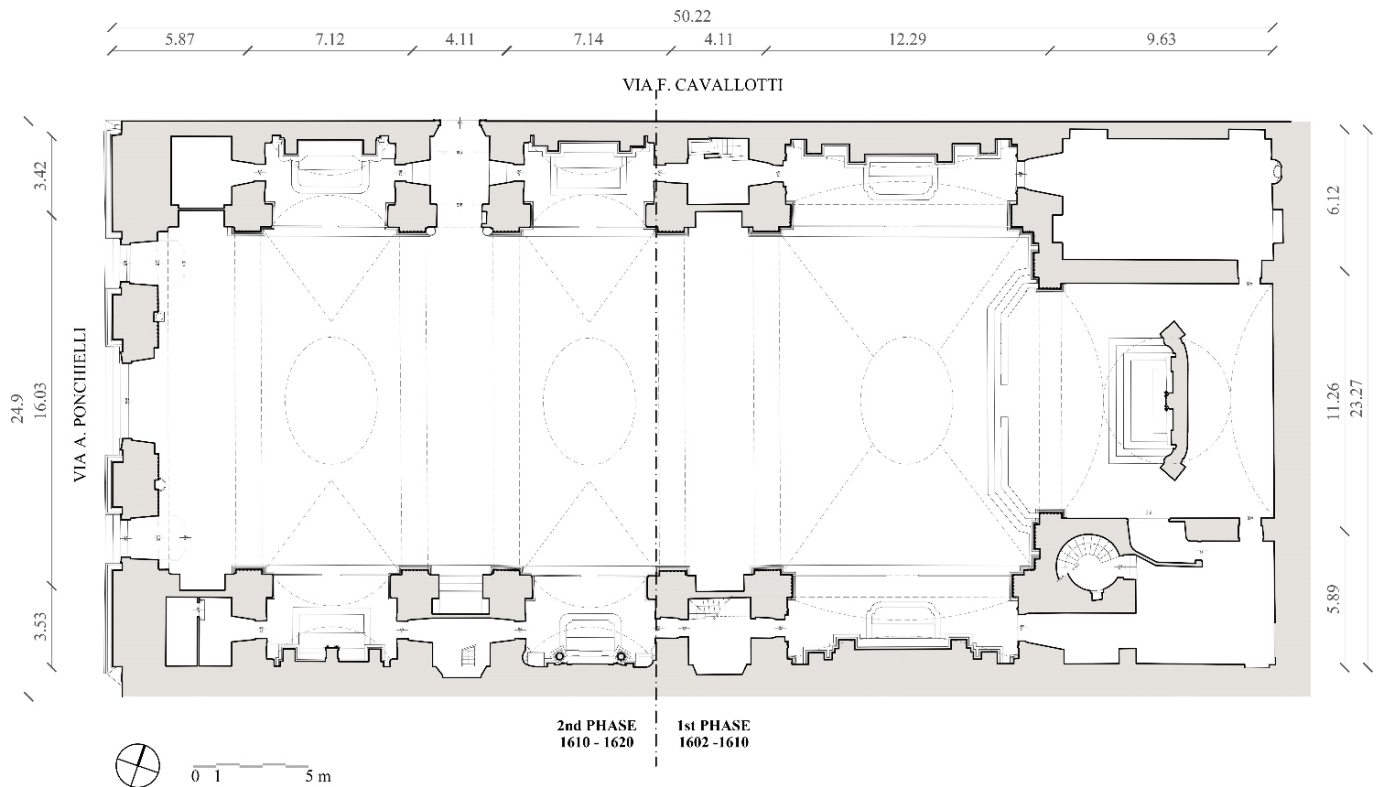 50.22
5.87 7.12 4.11 7.14 4.11 12.29 9.63
VIA F. CAVALLOTTI
3.42
24.9
16.03
3.53
VIA A. PONCHIELLI
6.12
11.26
23.27
5.89
2nd PHASE
1610 - 1620
1st PHASE
1602 -1610
0 1 5 m